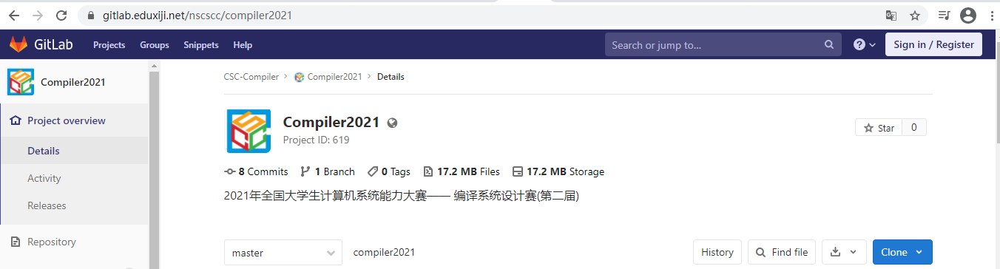 gitlab.eduxiji.net/nscscc/compiler2021
GitLab Projects Groups Snippets Help Search or jump to... Sign in / Register
Compiler2021
Project overview
Details
Activity
Releases
Repository
CSC-Compiler > Compiler2021 > Details
Compiler2021
Project ID: 619
Star 0
8 Commits 1 Branch 0 Tags 17.2 MB Files 17.2 MB Storage
2021年全国大学生计算机系统能力大赛—— 编译系统设计赛(第二届)
master compiler2021 History Find file Clone